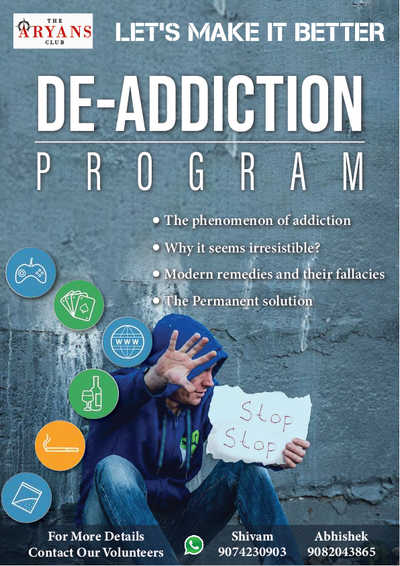 THE
ARYANS
CLUB
LET'S MAKE IT BETTER
DE-ADDICTION
PROGRAM
• The phenomenon of addiction
• Why it seems irresistible?
• Modern remedies and their fallacies
• The Permanent solution
WWW
Stop
Stop
For More Details
Contact Our Volunteers
Shivam
9074230903
Abhishek
9082043865